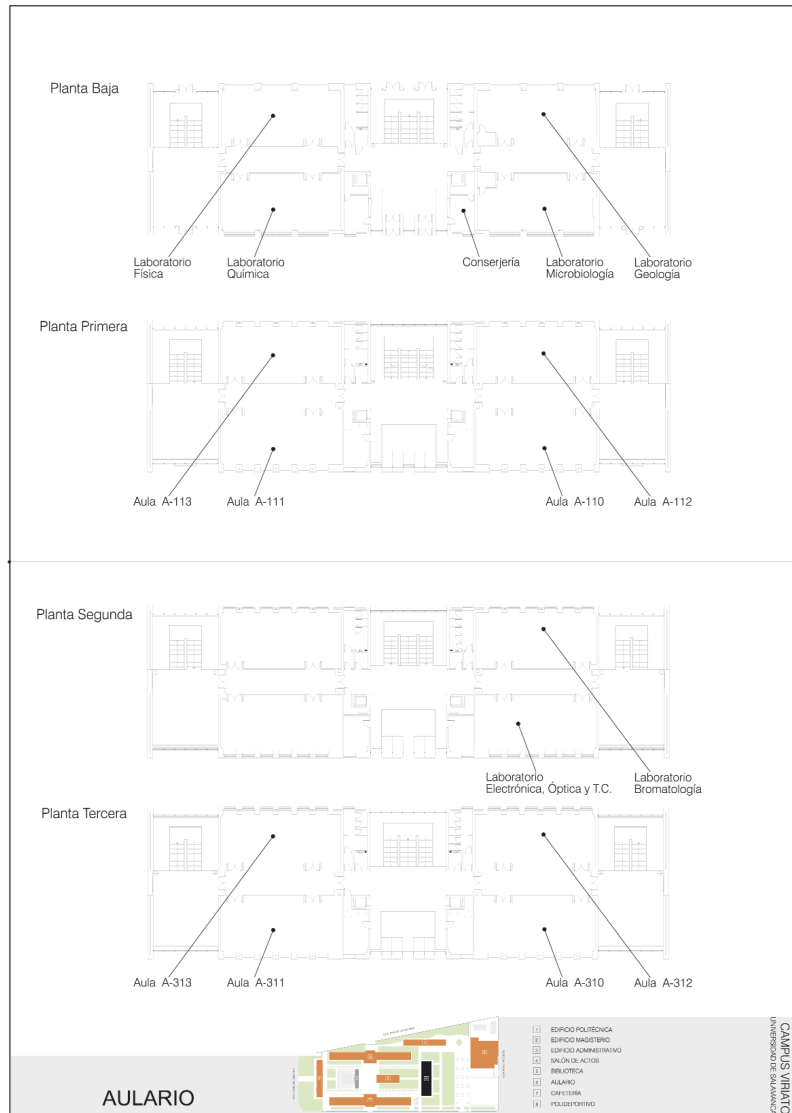 Planta Baja
Laboratorio
Física
Laboratorio
Química
Conserjería
Laboratorio
Microbiología
Laboratorio
Geología
Planta Primera
Aula A-113
Aula A-111
Aula A-110
Aula A-112
Planta Segunda
Laboratorio
Electrónica, Óptica y T.C.
Laboratorio
Bromatología
Planta Tercera
Aula A-313
Aula A-311
Aula A-310
Aula A-312
AULARIO
1 EDIFICIO POLITÉCNICA
2 EDIFICIO MAGISTERIO
3 EDIFICIO ADMINISTRATIVO
4 SALÓN DE ACTOS
5 BIBLIOTECA
6 AULARIO
7 CAFETERÍA
8 POLIDEPORTIVO
CAMPUS VIRIATO
UNIVERSIDAD DE SALAMANCA